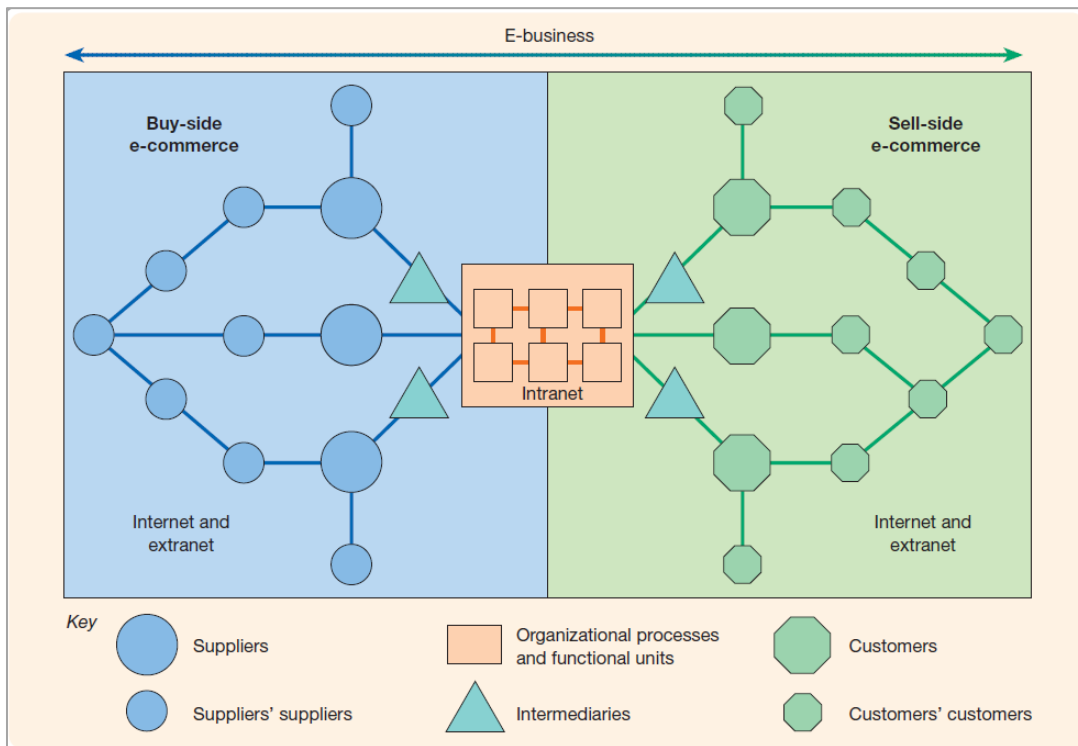 E-business
Buy-side
e-commerce
Sell-side
e-commerce
Intranet
Internet and
extranet
Internet and
extranet
Key
Suppliers
Organizational processes
and functional units
Customers
Suppliers’ suppliers
Intermediaries
Customers’ customers